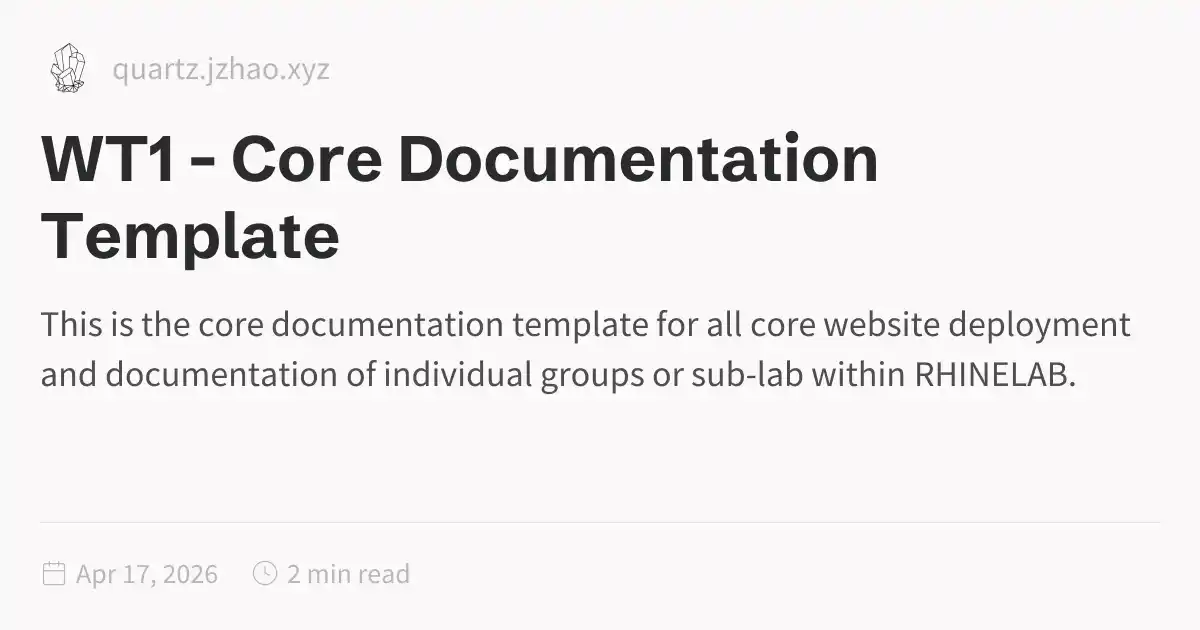 quartz.jzhao.xyz
WT1 - Core Documentation
Template
This is the core documentation template for all core website deployment
and documentation of individual groups or sub-lab within RHINELAB.
Apr 17, 2026 2 min read